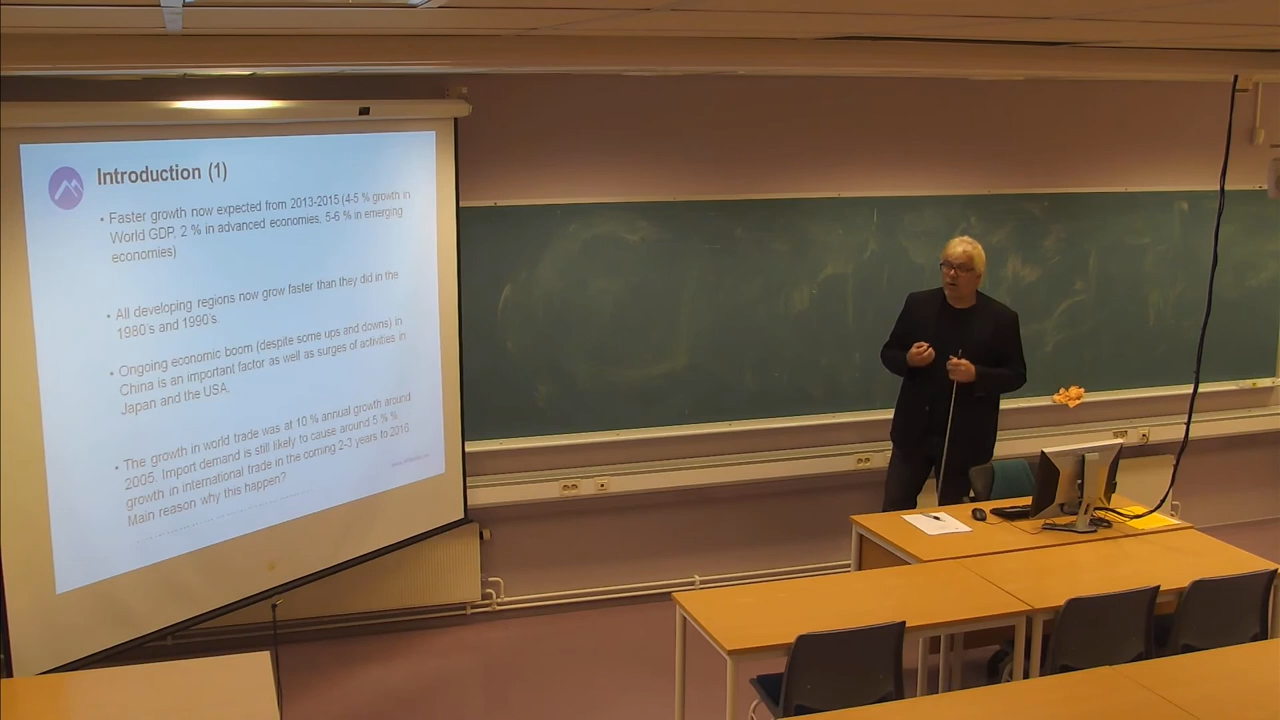 Introduction (1)
• Faster growth now expected from 2013-2015 (4-5 % growth in
World GDP, 2 % in advanced economies, 5-6 % in emerging
economies)
• All developing regions now grow faster than they did in the
1980's and 1990's.
• Ongoing economic boom (despite some ups and downs) in
China is an important factor as well as surges of activities in
Japan and the USA.
• The growth in world trade was at 10 % annual growth around
2005. Import demand is still likely to cause around 5 % %
growth in international trade in the coming 2-3 years to 2016.
Main reason why this happen?